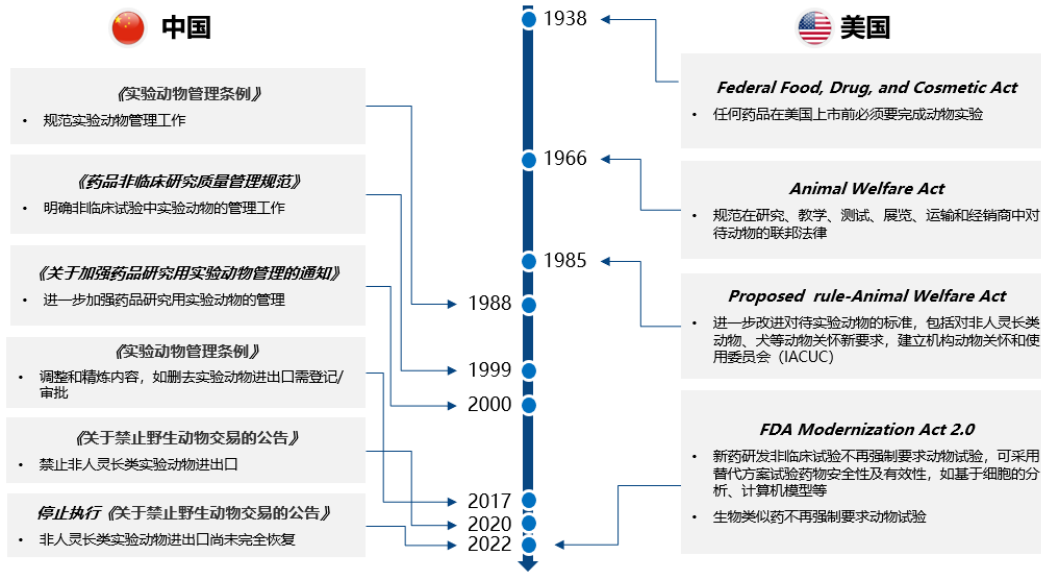 中国
《实验动物管理条例》
• 规范实验动物管理工作
《药品非临床研究质量管理规范》
• 明确非临床试验中实验动物的管理工作
《关于加强药品研究用实验动物管理的通知》
• 进一步加强药品研究用实验动物的管理
《实验动物管理条例》
• 调整和精炼内容，如删去实验动物进出口需登记/
审批
《关于禁止野生动物交易的公告》
• 禁止非人灵长类实验动物进出口
停止执行《关于禁止野生动物交易的公告》
• 非人灵长类实验动物进出口尚未完全恢复
1938
1966
1985
1988
1999
2000
2017
2020
2022
美国
Federal Food, Drug, and Cosmetic Act
• 任何药品在美国上市前必须要完成动物实验
Animal Welfare Act
• 规范在研究、教学、测试、展览、运输和经销商中对
待动物的联邦法律
Proposed rule-Animal Welfare Act
• 进一步改进对待实验动物的标准，包括对非人灵长类
动物、犬等动物关怀新要求，建立机构动物关怀和使
用委员会（IACUC）
FDA Modernization Act 2.0
• 新药研发非临床试验不再强制要求动物试验，可采用
替代方案试验药物安全性及有效性，如基于细胞的分
析、计算机模型等
• 生物类似药不再强制要求动物试验